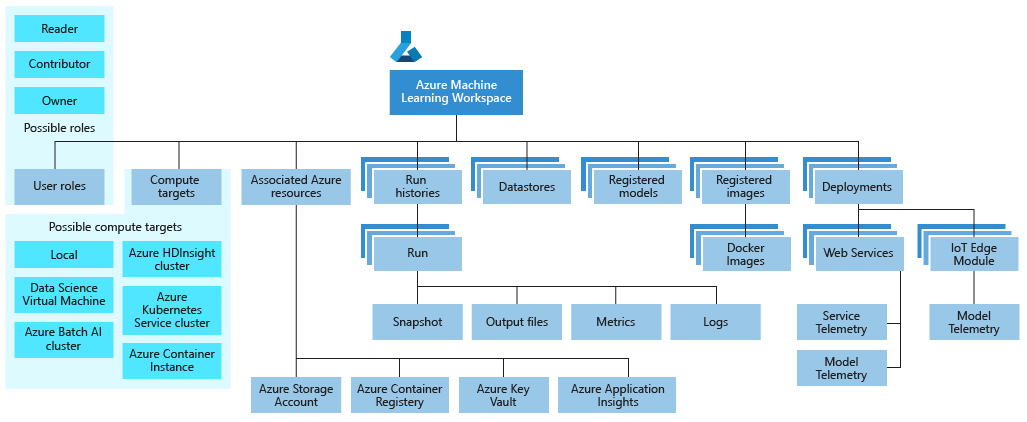 Reader
Contributor
Owner
Possible roles
Azure Machine
Learning Workspace
User roles
Compute
targets
Associated Azure
resources
Run
histories
Datastores
Registered
models
Registered
images
Deployments
Possible compute targets
Local
Azure HDInsight
cluster
Data Science
Virtual Machine
Azure
Kubernetes
Service cluster
Azure Batch AI
cluster
Azure Container
Instance
Run
Docker
Images
Web Services
IoT Edge
Module
Snapshot
Output files
Metrics
Logs
Service
Telemetry
Model
Telemetry
Model
Telemetry
Azure Storage
Account
Azure Container
Registery
Azure Key
Vault
Azure Application
Insights